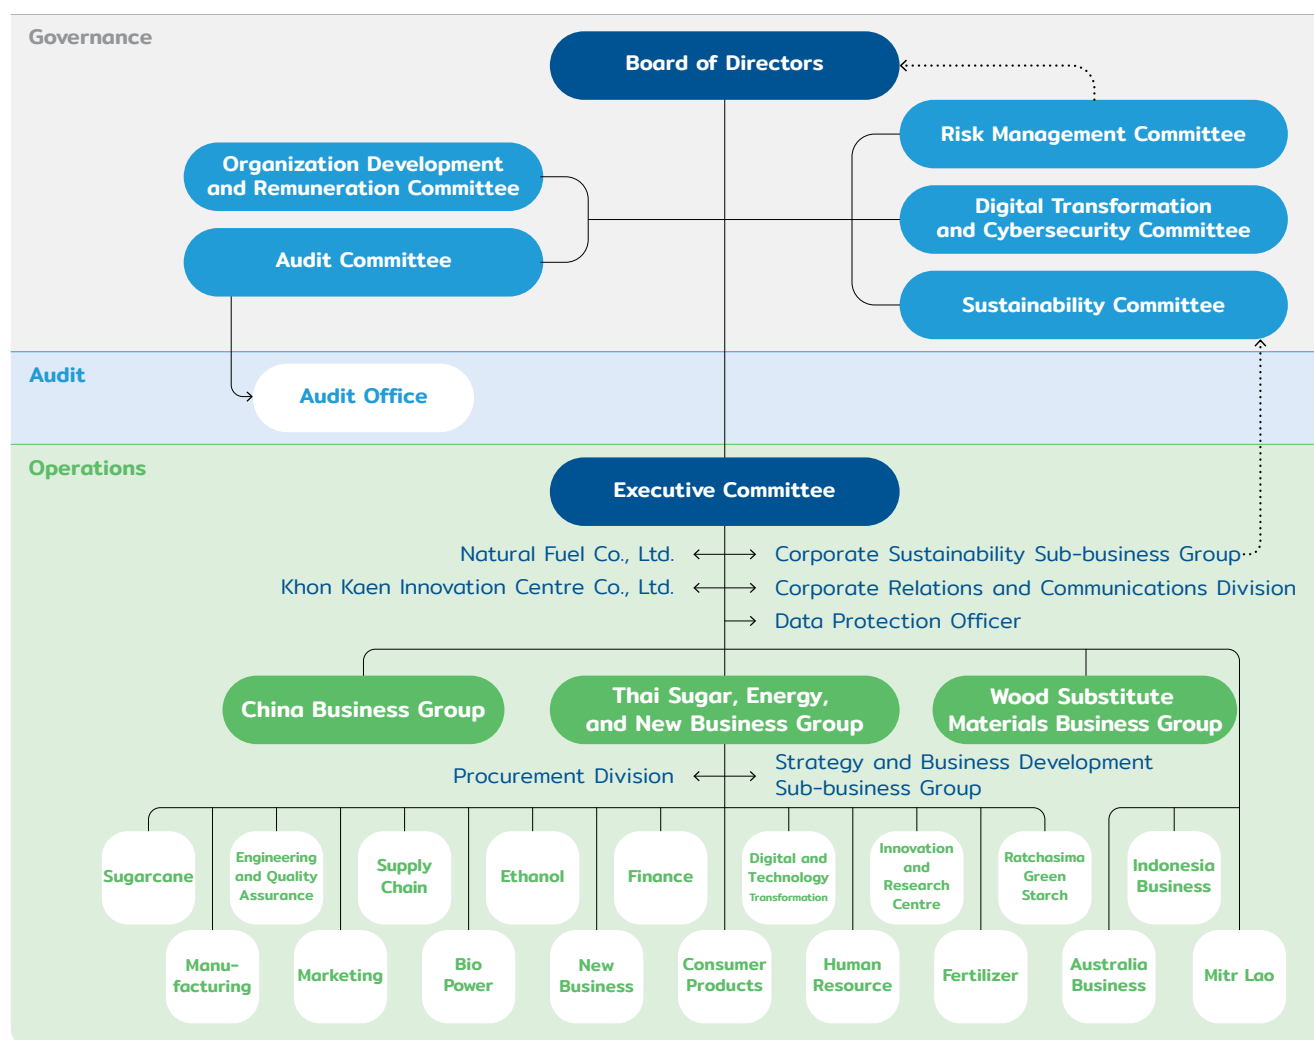 Governance
Board of Directors
Risk Management Committee
Organization Development
and Remuneration Committee
Digital Transformation
and Cybersecurity Committee
Audit Committee
Sustainability Committee
Audit
Audit Office
Operations
Executive Committee
Natural Fuel Co., Ltd.
Corporate Sustainability Sub-business Group
Khon Kaen Innovation Centre Co., Ltd.
Corporate Relations and Communications Division
Data Protection Officer
China Business Group
Thai Sugar, Energy,
and New Business Group
Wood Substitute
Materials Business Group
Procurement Division
Strategy and Business Development
Sub-business Group
Sugarcane
Engineering
and Quality
Assurance
Supply
Chain
Ethanol
Finance
Digital and
Technology
Transformation
Innovation
and
Research
Centre
Ratchasima
Green
Starch
Indonesia
Business
Manu-
facturing
Marketing
Bio
Power
New
Business
Consumer
Products
Human
Resource
Fertilizer
Australia
Business
Mitr Lao